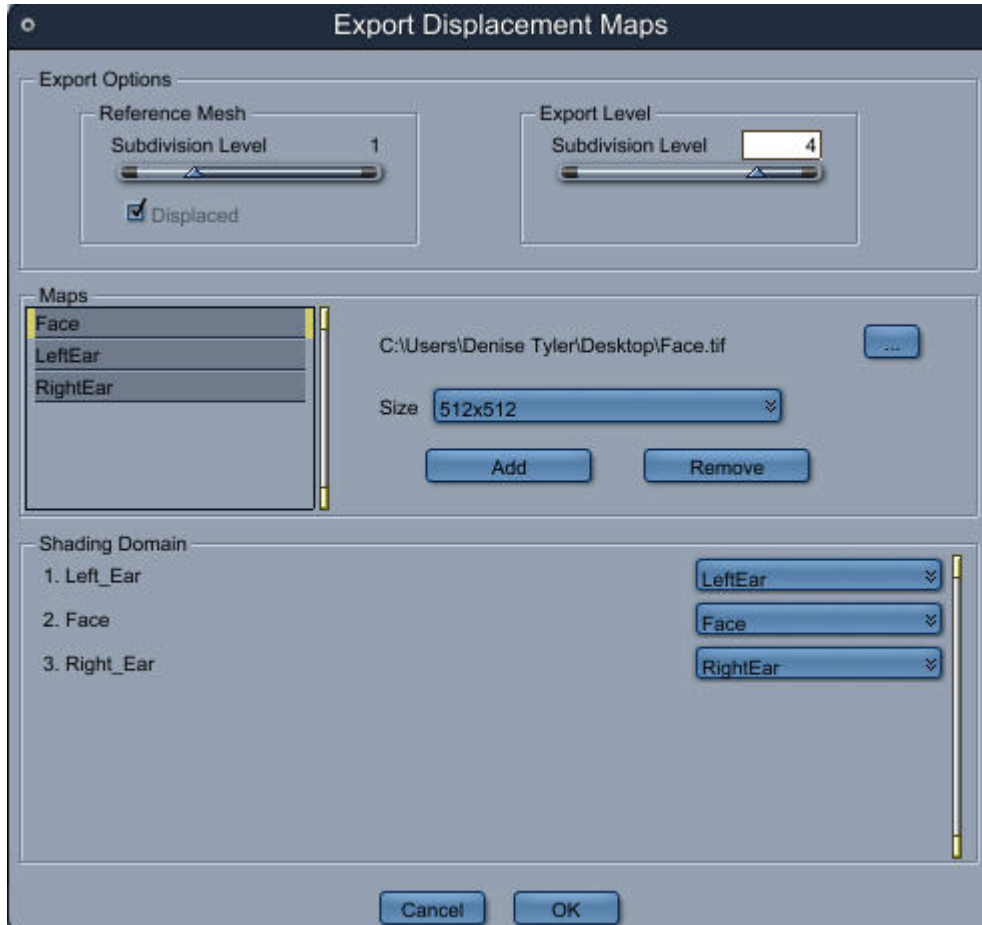 Export Displacement Maps
Export Options
Reference Mesh
Subdivision Level 1
Displaced
Export Level
Subdivision Level 4
Maps
Face
LeftEar
RightEar
C:\Users\Denise Tyler\Desktop\Face.tif ...
Size 512x512
Add Remove
Shading Domain
1. Left_Ear LeftEar
2. Face Face
3. Right_Ear RightEar
Cancel OK